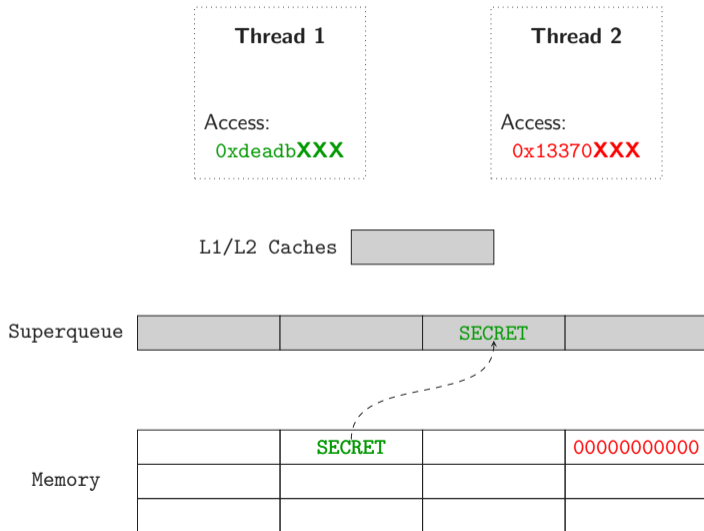 Thread 1
Thread 2
Access:
0xdeadbXXX
Access:
0x13370XXX
L1/L2 Caches
Superqueue
SECRET
SECRET
00000000000
Memory